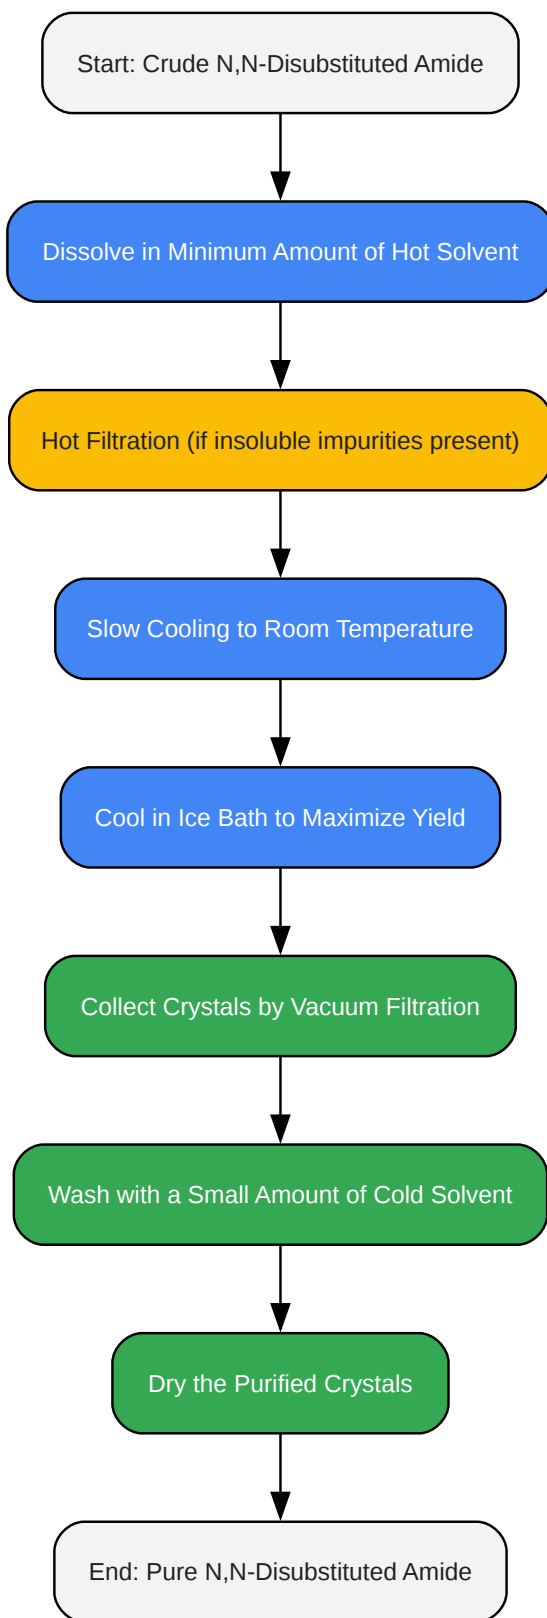 Start: Crude N,N-Disubstituted Amide
Dissolve in Minimum Amount of Hot Solvent
Hot Filtration (if insoluble impurities present)
Slow Cooling to Room Temperature
Cool in Ice Bath to Maximize Yield
Collect Crystals by Vacuum Filtration
Wash with a Small Amount of Cold Solvent
Dry the Purified Crystals
End: Pure N,N-Disubstituted Amide